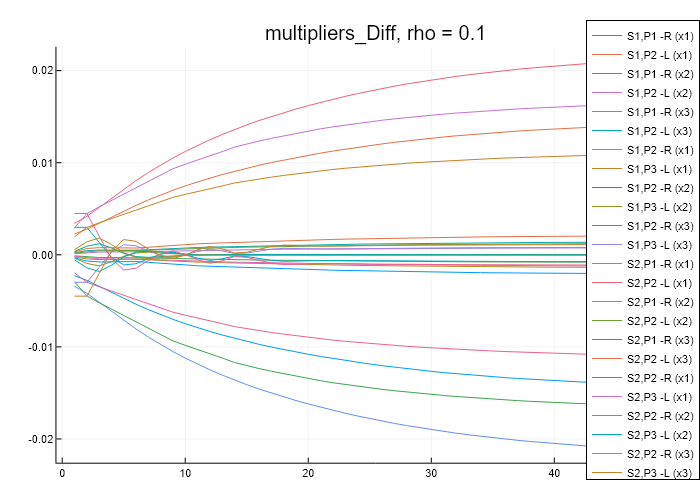 multipliers_Diff, rho = 0.1
0.02
0.01
0.00
-0.01
-0.02
0
10
20
30
40
S1,P1 -R (x1)
S1,P2 -L (x1)
S1,P1 -R (x2)
S1,P2 -L (x2)
S1,P1 -R (x3)
S1,P2 -L (x3)
S1,P2 -R (x1)
S1,P3 -L (x1)
S1,P2 -R (x2)
S1,P3 -L (x2)
S1,P2 -R (x3)
S1,P3 -L (x3)
S2,P1 -R (x1)
S2,P2 -L (x1)
S2,P1 -R (x2)
S2,P2 -L (x2)
S2,P1 -R (x3)
S2,P2 -L (x3)
S2,P2 -R (x1)
S2,P3 -L (x1)
S2,P2 -R (x2)
S2,P3 -L (x2)
S2,P2 -R (x3)
S2,P3 -L (x3)